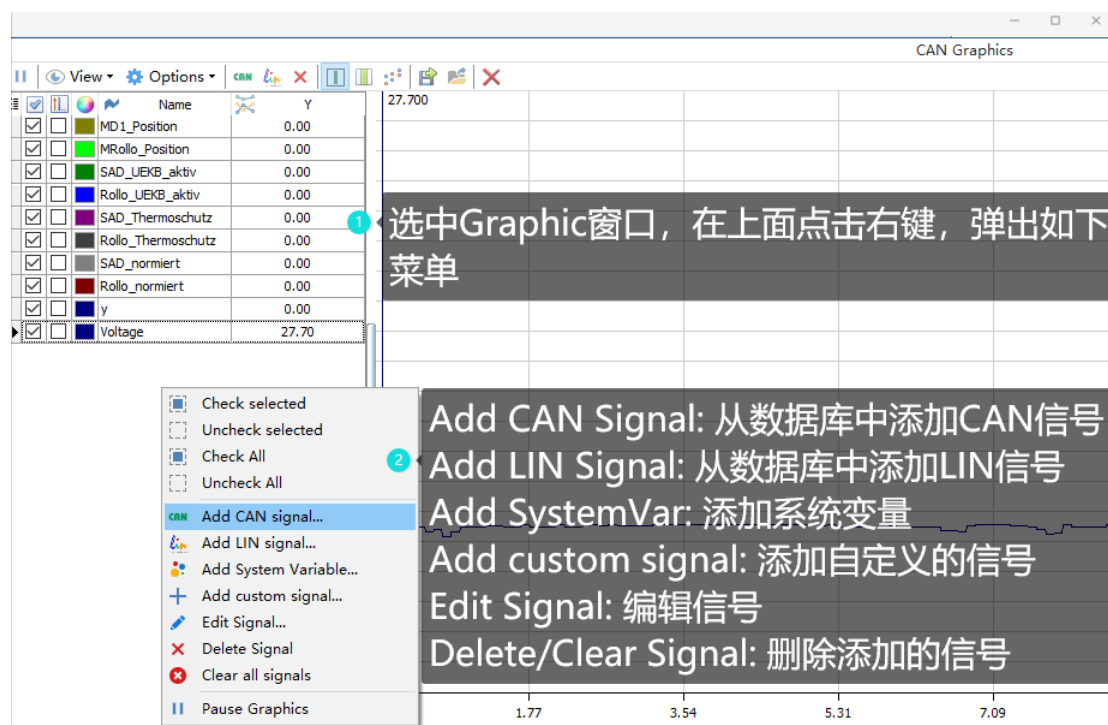 CAN Graphics
View
Options
CAN
lin
Name
Y
27.700
MD1_Position
0.00
MRollo_Position
0.00
SAD_UEKB_aktiv
0.00
Rollo_UEKB_aktiv
0.00
SAD_Thermoschutz
0.00
Rollo_Thermoschutz
0.00
SAD_normiert
0.00
Rollo_normiert
0.00
y
0.00
Voltage
27.70
1
选中Graphic窗口，在上面点击右键，弹出如下
菜单
Check selected
Uncheck selected
Check All
Uncheck All
CAN Add CAN signal...
lin Add LIN signal...
Add System Variable...
Add custom signal...
Edit Signal...
Delete Signal
Clear all signals
Pause Graphics
2
Add CAN Signal: 从数据库中添加CAN信号
Add LIN Signal: 从数据库中添加LIN信号
Add SystemVar: 添加系统变量
Add custom signal: 添加自定义的信号
Edit Signal: 编辑信号
Delete/Clear Signal: 删除添加的信号
1.77
3.54
5.31
7.09